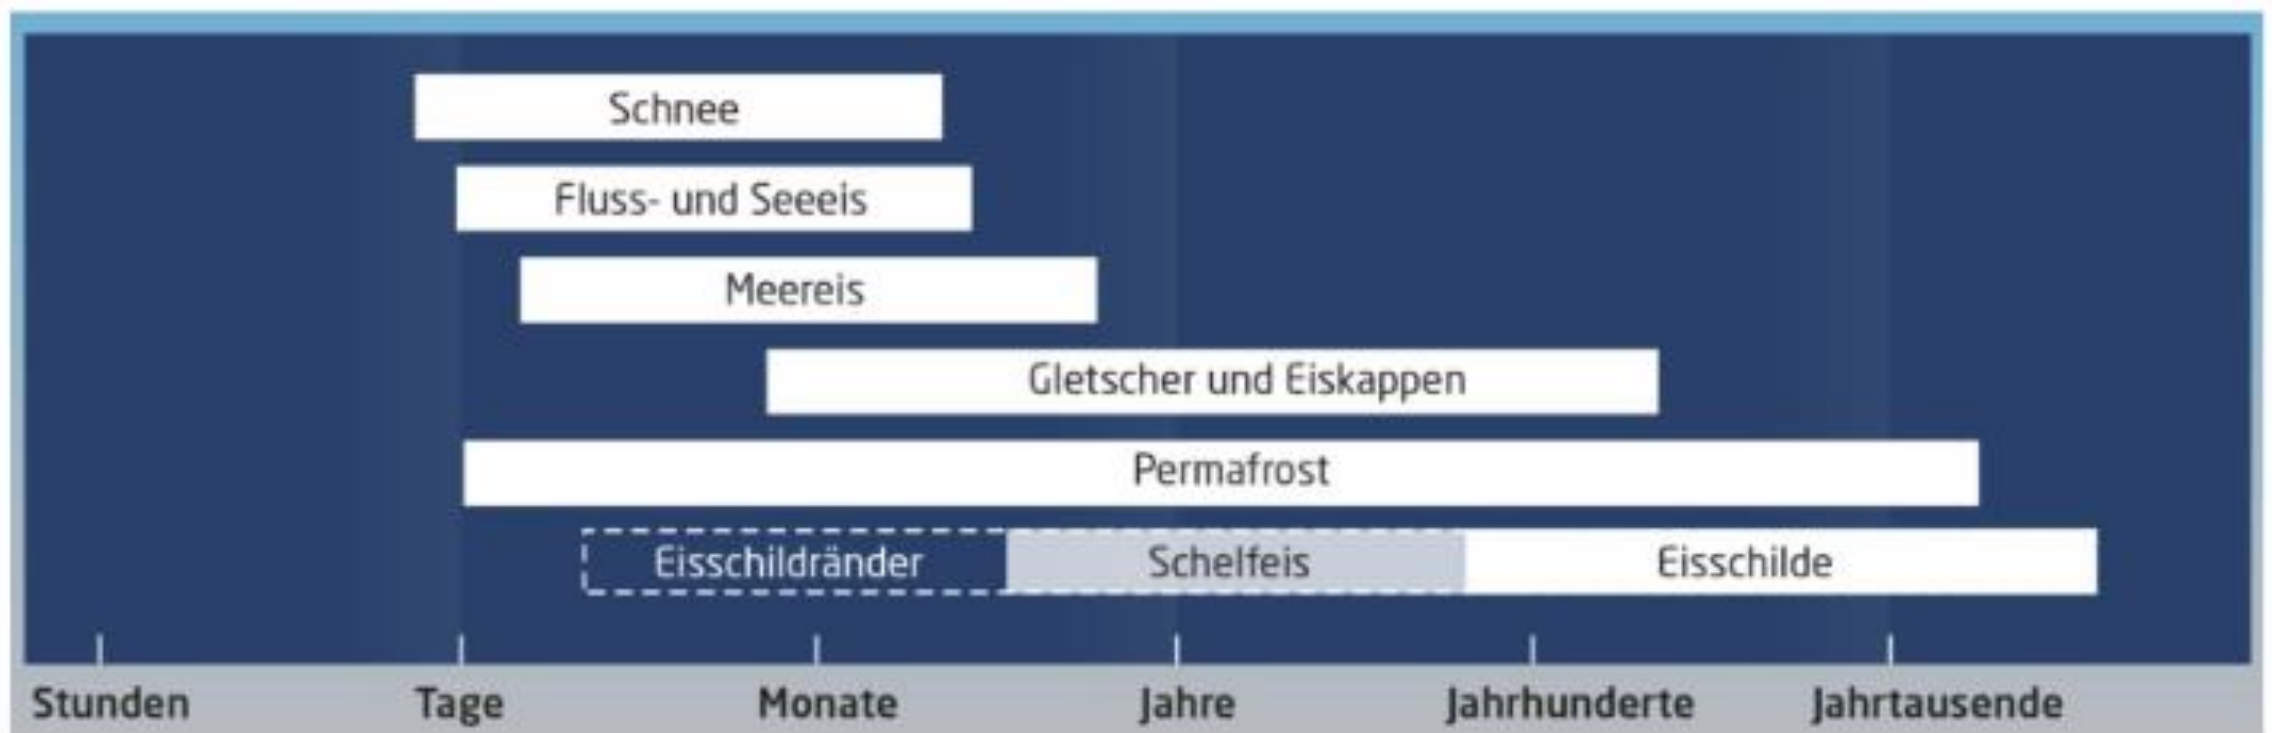 Schnee
Fluss- und Seeeis
Meereis
Gletscher und Eiskappen
Permafrost
Eisschildränder Schelfeis Eisschilde
Stunden Tage Monate Jahre Jahrhunderte Jahrtausende